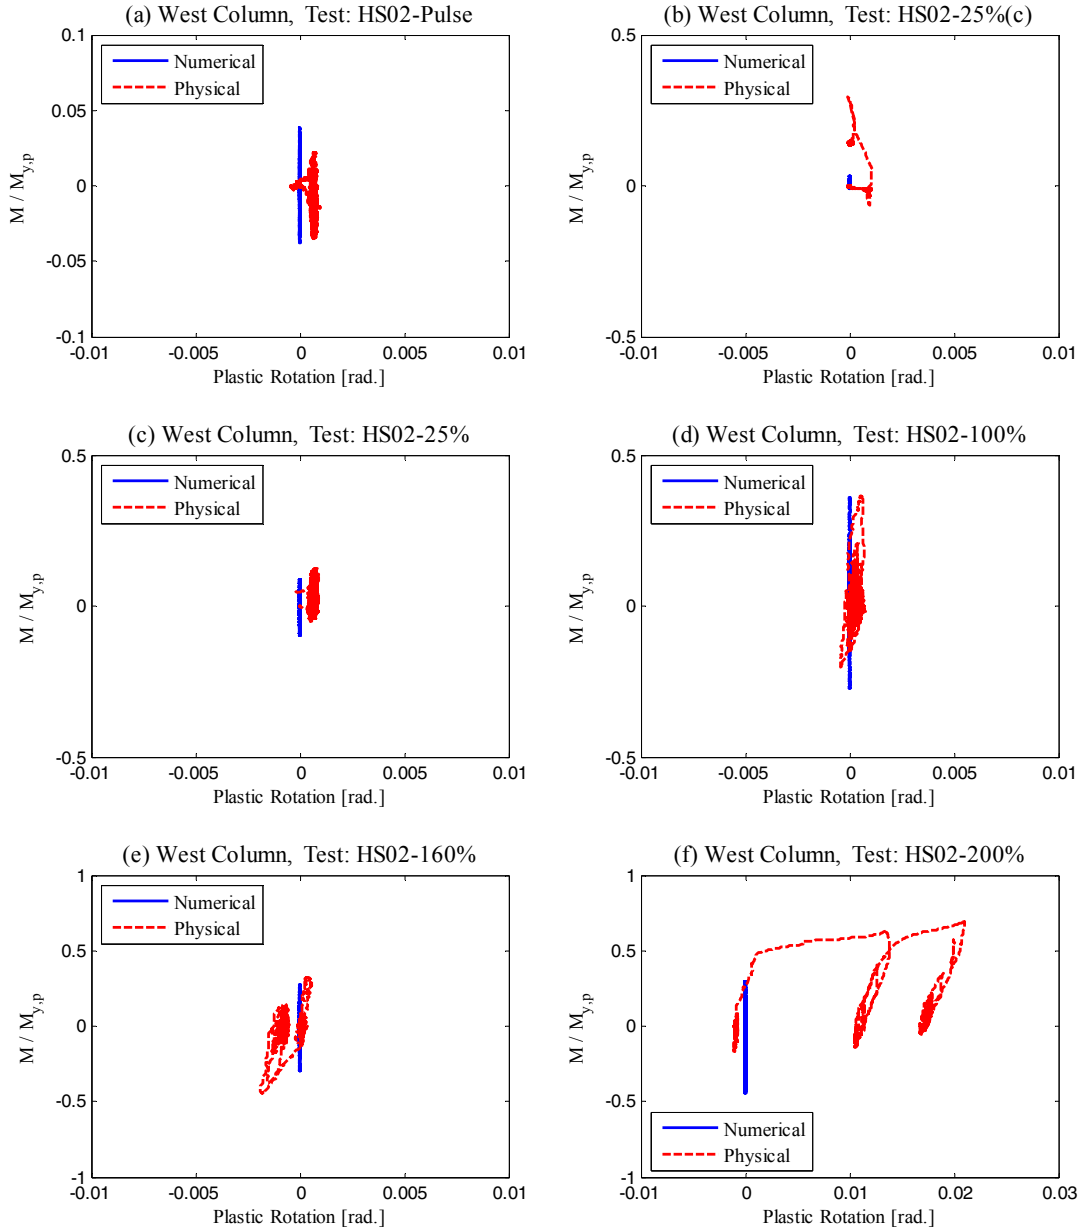 (a) West Column, Test: HS02-Pulse
0.1
0.05
0
-0.05
-0.1
M / My,p
Numerical
Physical
-0.01
-0.005
0
0.005
0.01
Plastic Rotation [rad.]
(b) West Column, Test: HS02-25%(c)
0.5
0
-0.5
M / My,p
Numerical
Physical
-0.01
-0.005
0
0.005
0.01
Plastic Rotation [rad.]
(c) West Column, Test: HS02-25%
0.5
0
-0.5
M / My,p
Numerical
Physical
-0.01
-0.005
0
0.005
0.01
Plastic Rotation [rad.]
(d) West Column, Test: HS02-100%
0.5
0
-0.5
M / My,p
Numerical
Physical
-0.01
-0.005
0
0.005
0.01
Plastic Rotation [rad.]
(e) West Column, Test: HS02-160%
1
0.5
0
-0.5
-1
M / My,p
Numerical
Physical
-0.01
-0.005
0
0.005
0.01
Plastic Rotation [rad.]
(f) West Column, Test: HS02-200%
1
0.5
0
-0.5
-1
M / My,p
Numerical
Physical
-0.01
0
0.01
0.02
0.03
Plastic Rotation [rad.]